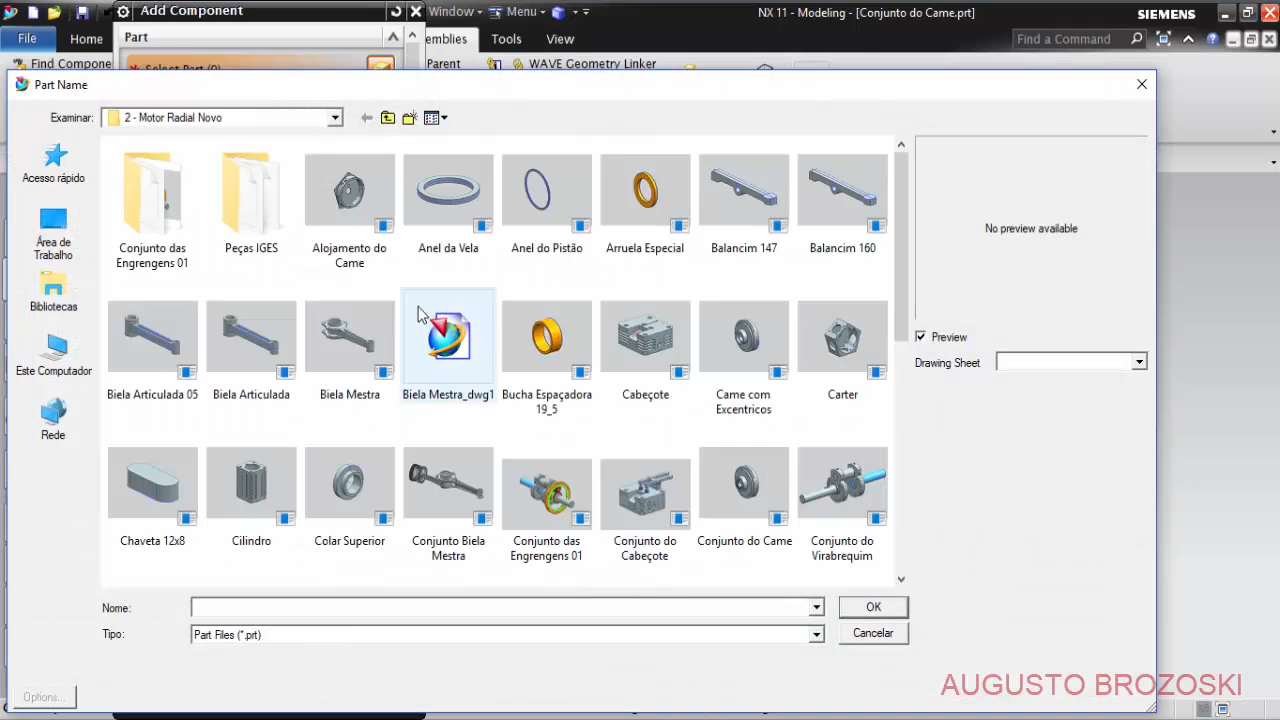 Add Component
Window
Menu
NX 11 - Modeling - [Conjunto do Came.prt]
SIEMENS
File
Home
Part
emblies
Tools
View
Find a Command
Find Compone
Select Part (0)
Parent
WAVE Geometry Linker
Part Name
Examinar:
2 - Motor Radial Novo
Acesso rápido
Área de
Trabalho
Bibliotecas
Este Computador
Rede
Conjunto das
Engrengens 01
Peças IGES
Alojamento do
Came
Anel da Vela
Anel do Pistão
Arruela Especial
Balancim 147
Balancim 160
Biela Articulada 05
Biela Articulada
Biela Mestra
Biela Mestra_dwg1
Bucha Espaçadora
19_5
Cabeçote
Came com
Excentricos
Carter
Chaveta 12x8
Cilindro
Colar Superior
Conjunto Biela
Mestra
Conjunto das
Engrengens 01
Conjunto do
Cabeçote
Conjunto do Came
Conjunto do
Virabrequim
No preview available
Preview
Drawing Sheet
Nome:
OK
Tipo:
Part Files (*.prt)
Cancelar
Options...
AUGUSTO BROZOSKI